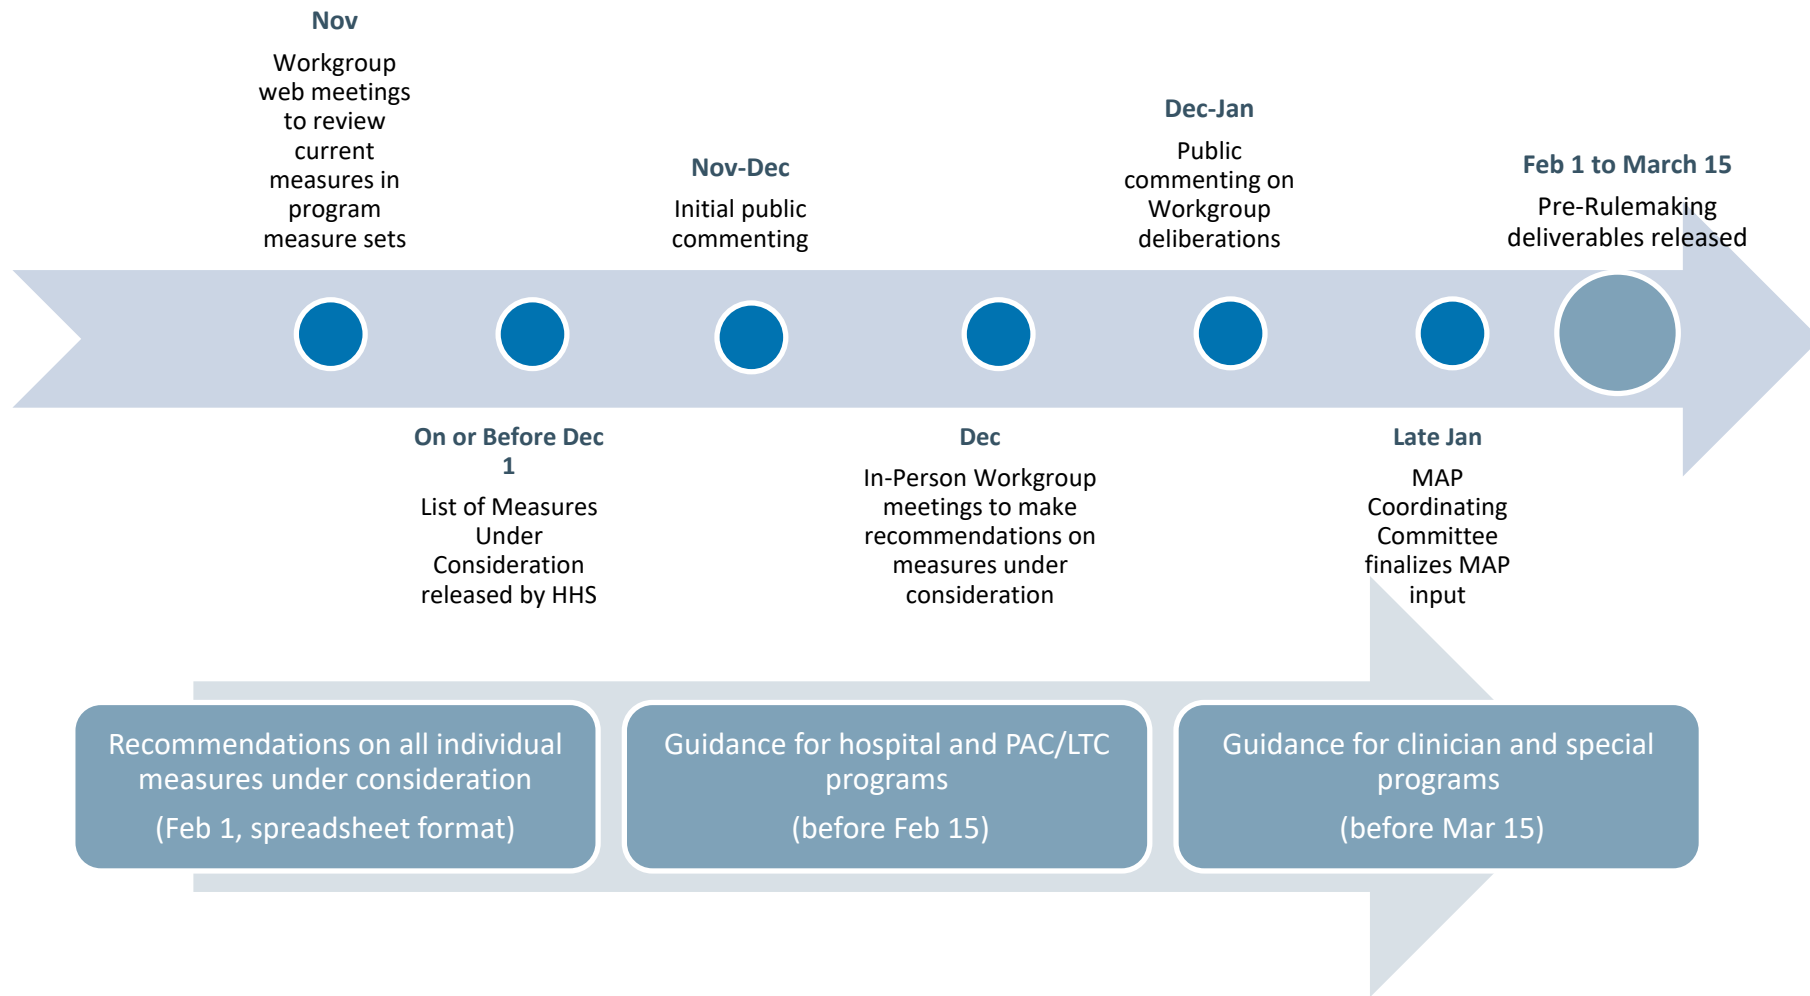 Nov
Workgroup
web meetings
to review
current
measures in
program
measure sets
On or Before Dec
1
List of Measures
Under
Consideration
released by HHS
Nov-Dec
Initial public
commenting
Dec
In-Person Workgroup
meetings to make
recommendations on
measures under
consideration
Dec-Jan
Public
commenting on
Workgroup
deliberations
Late Jan
MAP
Coordinating
Committee
finalizes MAP
input
Feb 1 to March 15
Pre-Rulemaking
deliverables released
Recommendations on all individual
measures under consideration
(Feb 1, spreadsheet format)
Guidance for hospital and PAC/LTC
programs
(before Feb 15)
Guidance for clinician and special
programs
(before Mar 15)